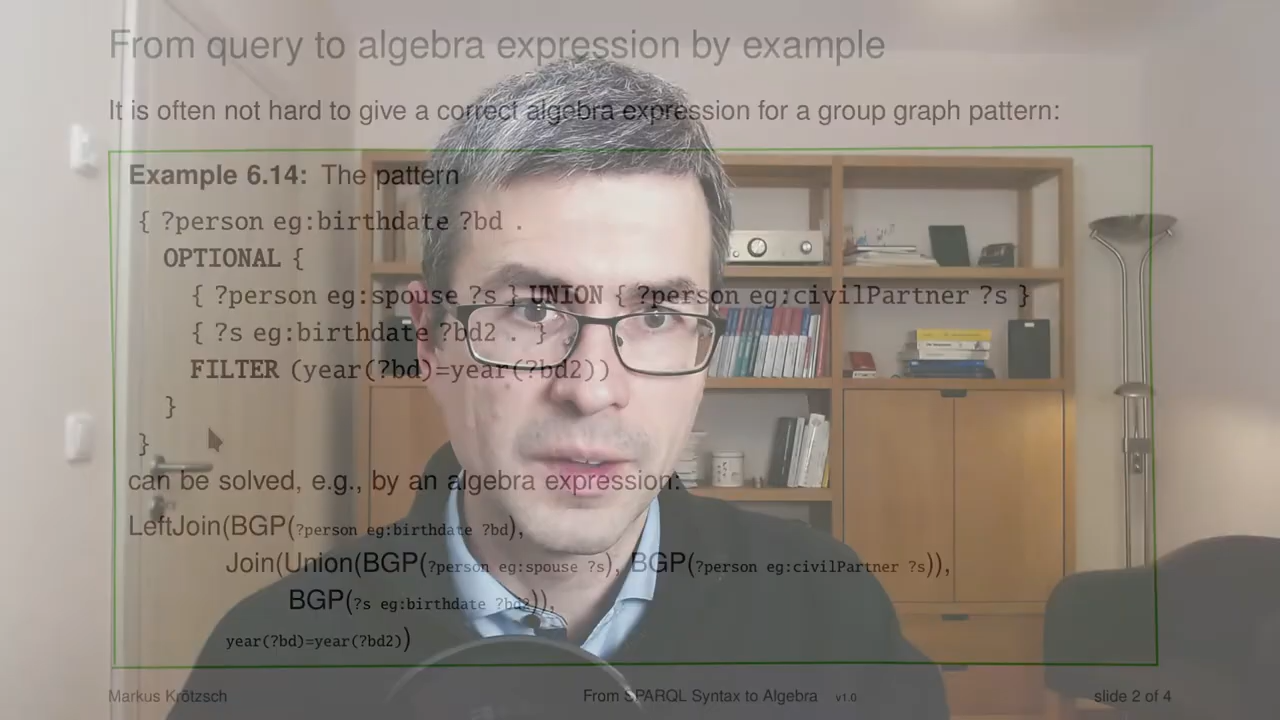 From query to algebra expression by example
It is often not hard to give a correct algebra expression for a group graph pattern:
Example 6.14: The pattern
{ ?person eg:birthdate ?bd .
OPTIONAL {
{ ?person eg:spouse ?s } UNION { ?person eg:civilPartner ?s }
{ ?s eg:birthdate ?bd2 . }
FILTER (year(?bd)=year(?bd2))
}
}
can be solved, e.g., by an algebra expression:
LeftJoin(BGP(?person eg:birthdate ?bd),
Join(Union(BGP(?person eg:spouse ?s), BGP(?person eg:civilPartner ?s)),
BGP(?s eg:birthdate ?bd2)),
year(?bd)=year(?bd2))
Markus Krötzsch From SPARQL Syntax to Algebra v1.0 slide 2 of 4